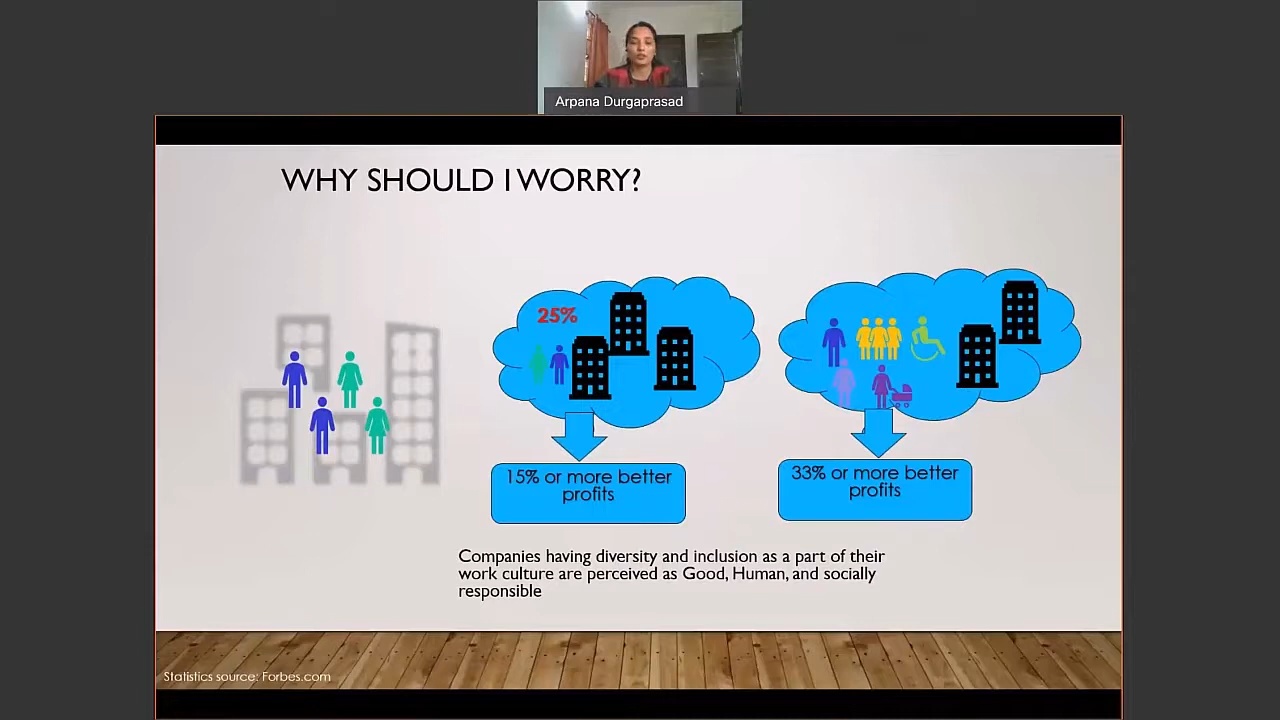 Arpana Durgaprasad
WHY SHOULD I WORRY?
25%
15% or more better
profits
33% or more better
profits
Companies having diversity and inclusion as a part of their
work culture are perceived as Good, Human, and socially
responsible
Statistics source: Forbes.com